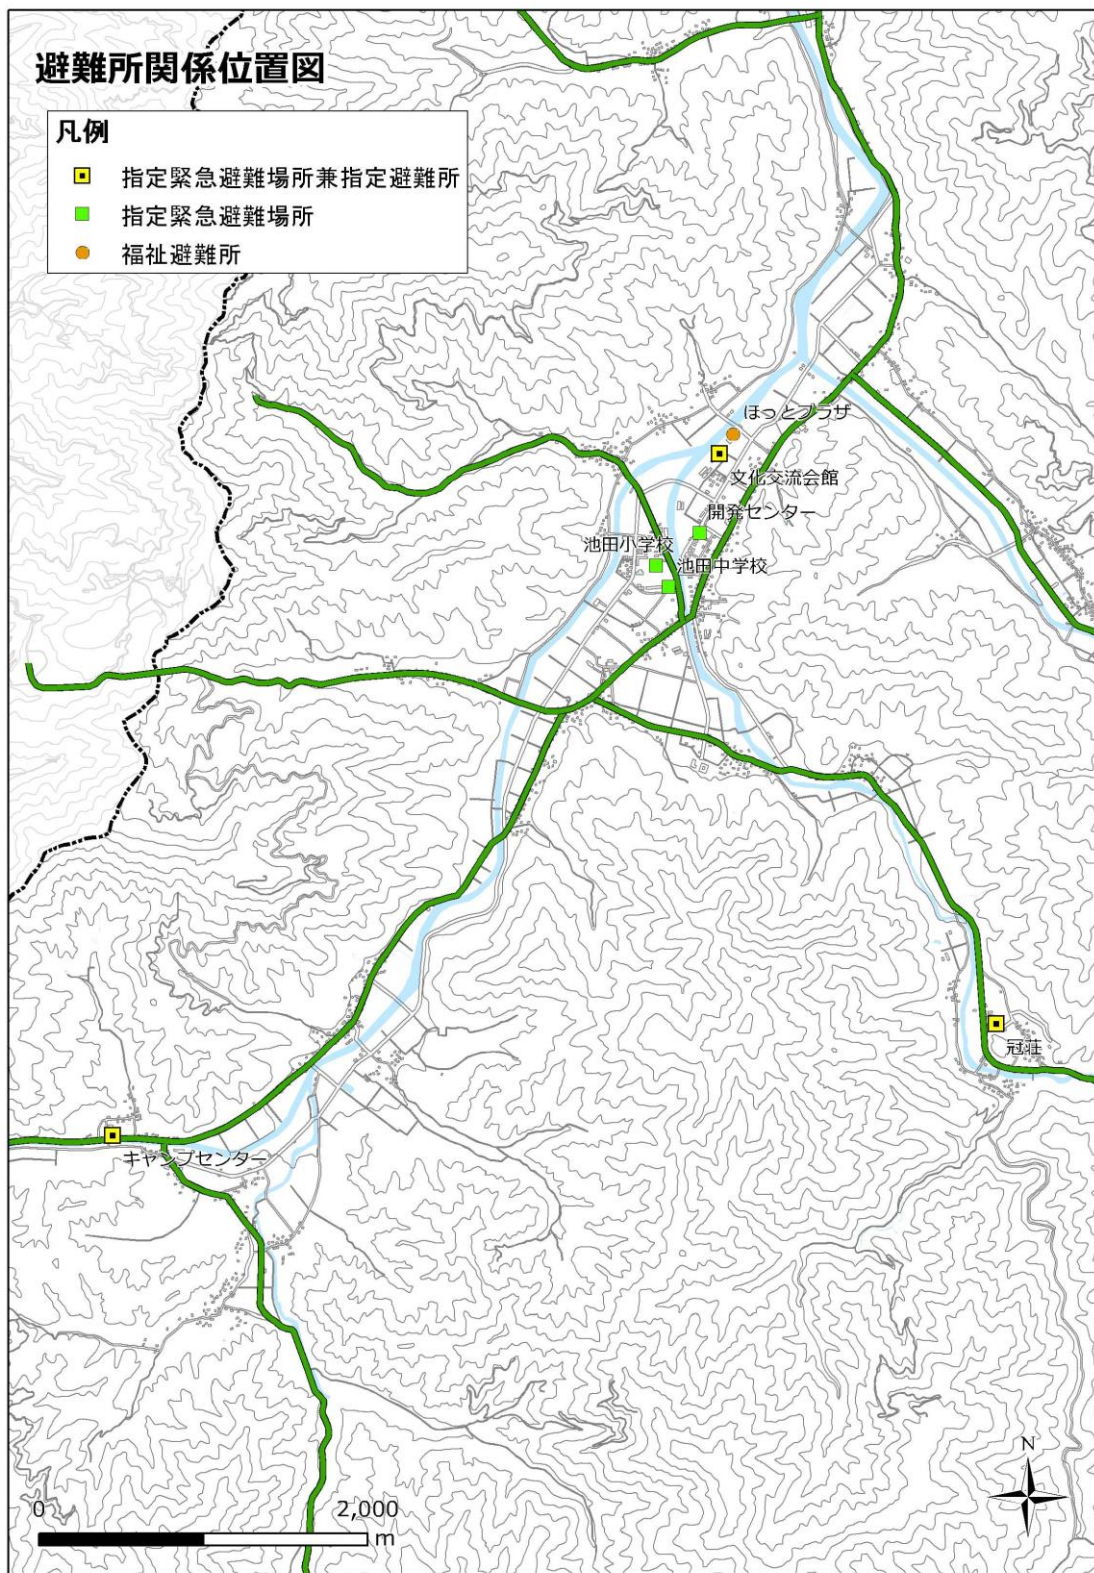 避難所関係位置図
凡例
指定緊急避難場所兼指定避難所
指定緊急避難場所
福祉避難所
ほっとプラザ
文化交流会館
開発センター
池田小学校
池田中学校
冠荘
キャンプセンター
N
0 2,000
m